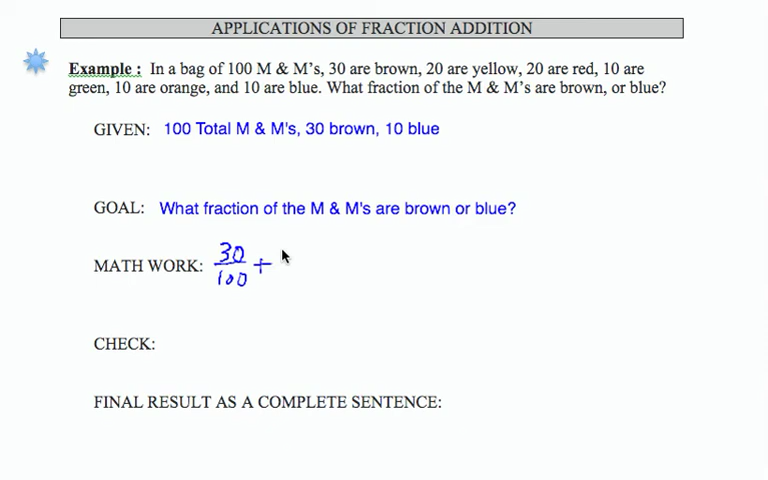 APPLICATIONS OF FRACTION ADDITION
Example : In a bag of 100 M & M's, 30 are brown, 20 are yellow, 20 are red, 10 are
green, 10 are orange, and 10 are blue. What fraction of the M & M's are brown, or blue?
GIVEN: 100 Total M & M's, 30 brown, 10 blue
GOAL: What fraction of the M & M's are brown or blue?
MATH WORK: 30/100 +
CHECK:
FINAL RESULT AS A COMPLETE SENTENCE: